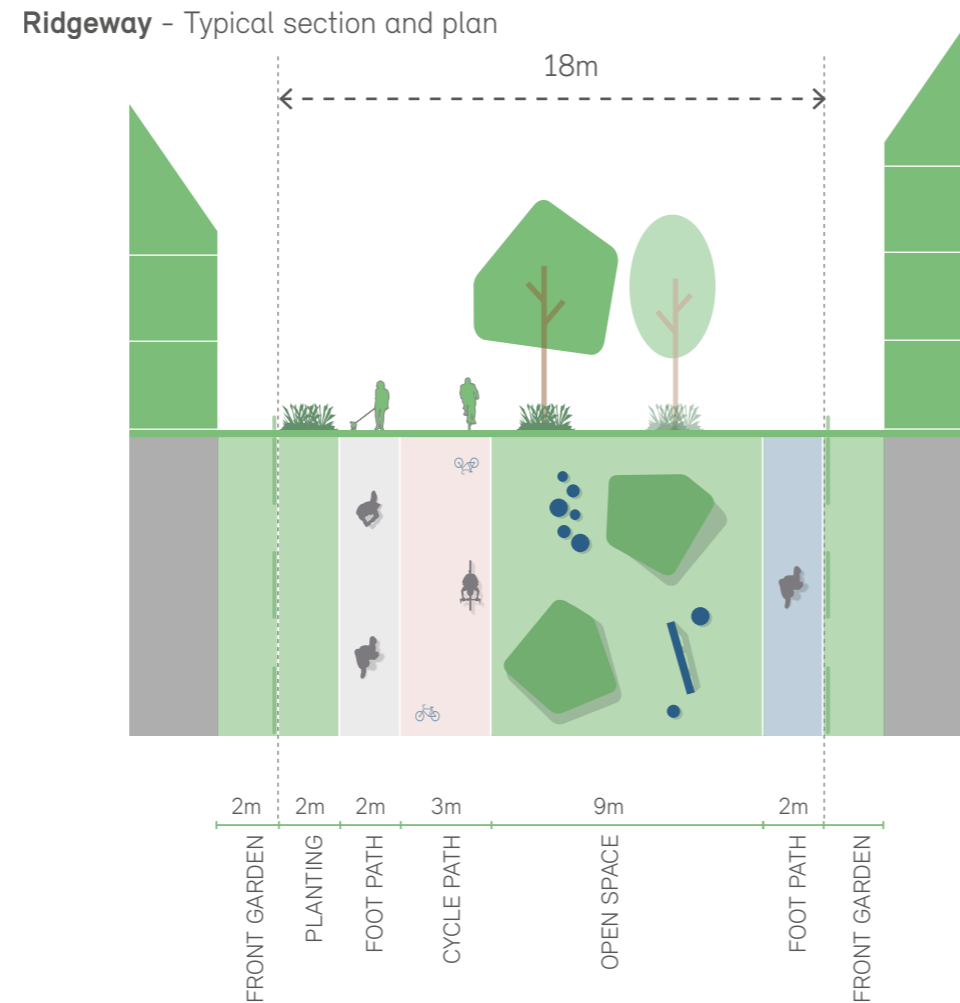 Ridgeway - Typical section and plan
18m
2m 2m 2m 3m 9m 2m
FRONT GARDEN
PLANTING
FOOT PATH
CYCLE PATH
OPEN SPACE
FOOT PATH
FRONT GARDEN